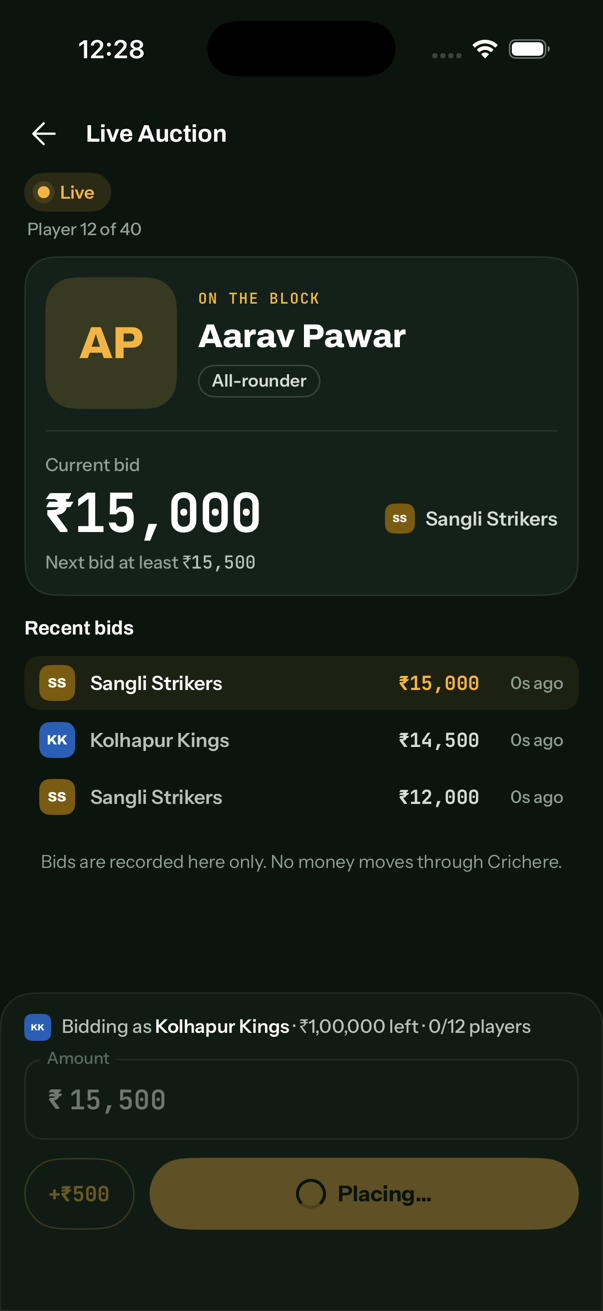 12:28
Live Auction
Live
Player 12 of 40
AP
ON THE BLOCK
Aarav Pawar
All-rounder
Current bid
₹15,000
SS Sangli Strikers
Next bid at least ₹15,500
Recent bids
SS Sangli Strikers ₹15,000 0s ago
KK Kolhapur Kings ₹14,500 0s ago
SS Sangli Strikers ₹12,000 0s ago
Bids are recorded here only. No money moves through Crichere.
KK Bidding as Kolhapur Kings · ₹1,00,000 left · 0/12 players
Amount
₹ 15,500
+₹500 Placing...